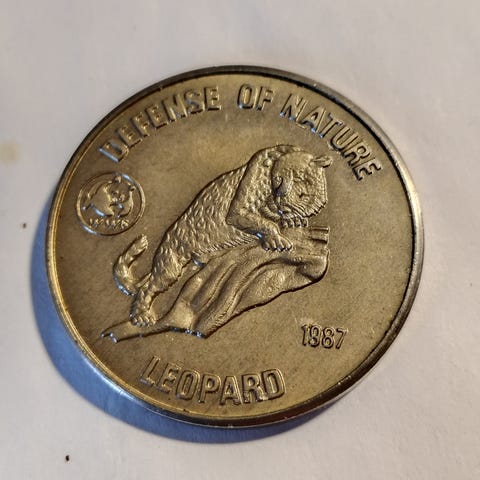 DEFENSE OF NATURE
1987
LEOPARD